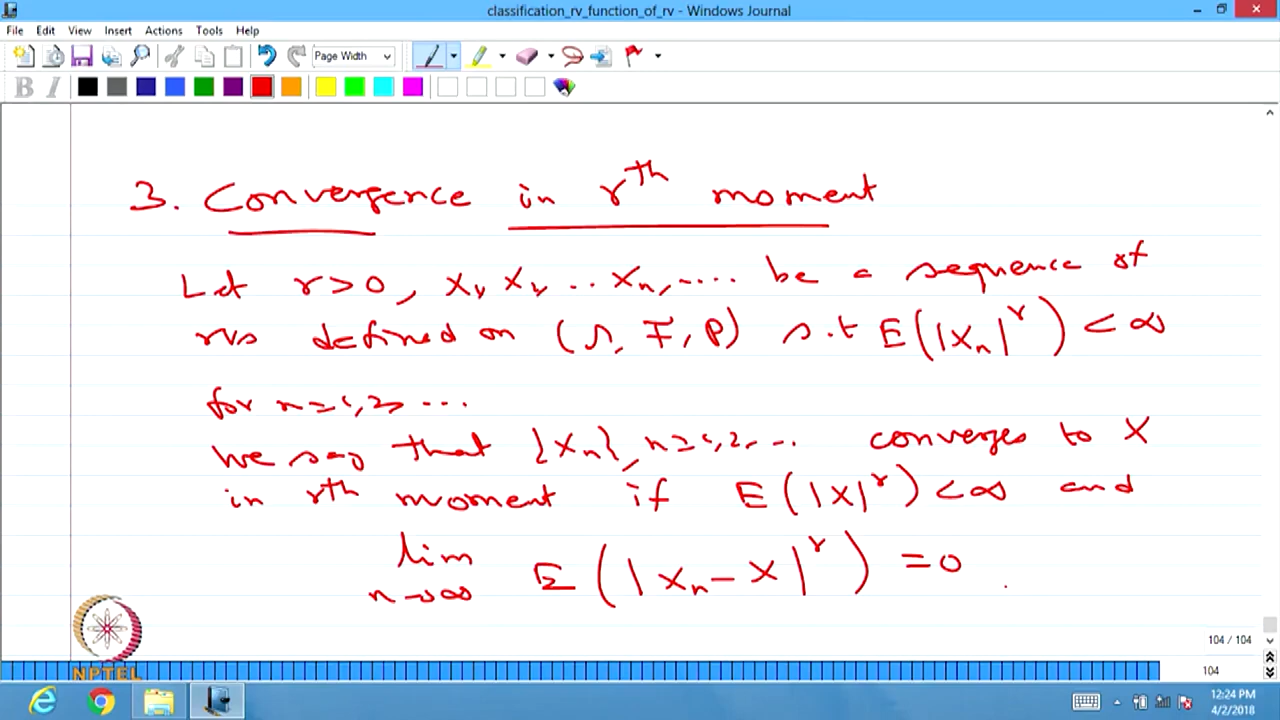 classification_rv_function_of_rv - Windows Journal
File Edit View Insert Actions Tools Help
Page Width
B I
3. Convergence in rth moment
Let r>0, X1, X2, ... Xn, .... be a sequence of
rvs defined on (Ω, F, P) s.t E(|Xn|^r) < ∞
for n=1,2, ...
We say that {Xn}, n=1,2, ... converges to X
in rth moment if E(|X|^r) < ∞ and
lim n→∞ E(|Xn - X|^r) = 0
NPTEL
104 / 104
104
12:24 PM
4/2/2018